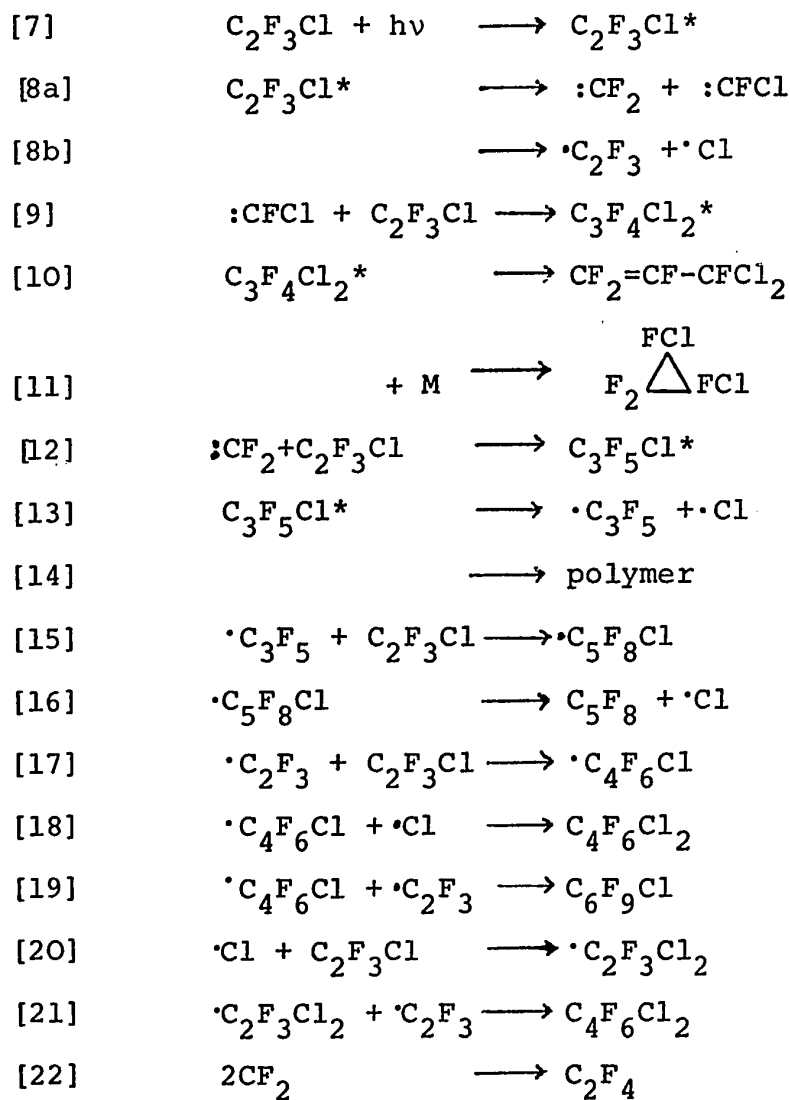 [7] C₂F₃Cl + hν ⟶ C₂F₃Cl*
[8a] C₂F₃Cl* ⟶ :CF₂ + :CFCl
[8b] ⟶ ·C₂F₃ + ·Cl
[9] :CFCl + C₂F₃Cl ⟶ C₃F₄Cl₂*
[10] C₃F₄Cl₂* ⟶ CF₂=CF-CFCl₂
FCl
[11] + M ⟶ F₂ △ FCl
[12] :CF₂+C₂F₃Cl ⟶ C₃F₅Cl*
[13] C₃F₅Cl* ⟶ ·C₃F₅ +·Cl
[14] ⟶ polymer
[15] ·C₃F₅ + C₂F₃Cl ⟶ ·C₅F₈Cl
[16] ·C₅F₈Cl ⟶ C₅F₈ + ·Cl
[17] ·C₂F₃ + C₂F₃Cl ⟶ ·C₄F₆Cl
[18] ·C₄F₆Cl + ·Cl ⟶ C₄F₆Cl₂
[19] ·C₄F₆Cl + ·C₂F₃ ⟶ C₆F₉Cl
[20] ·Cl + C₂F₃Cl ⟶ ·C₂F₃Cl₂
[21] ·C₂F₃Cl₂ + ·C₂F₃ ⟶ C₄F₆Cl₂
[22] 2CF₂ ⟶ C₂F₄